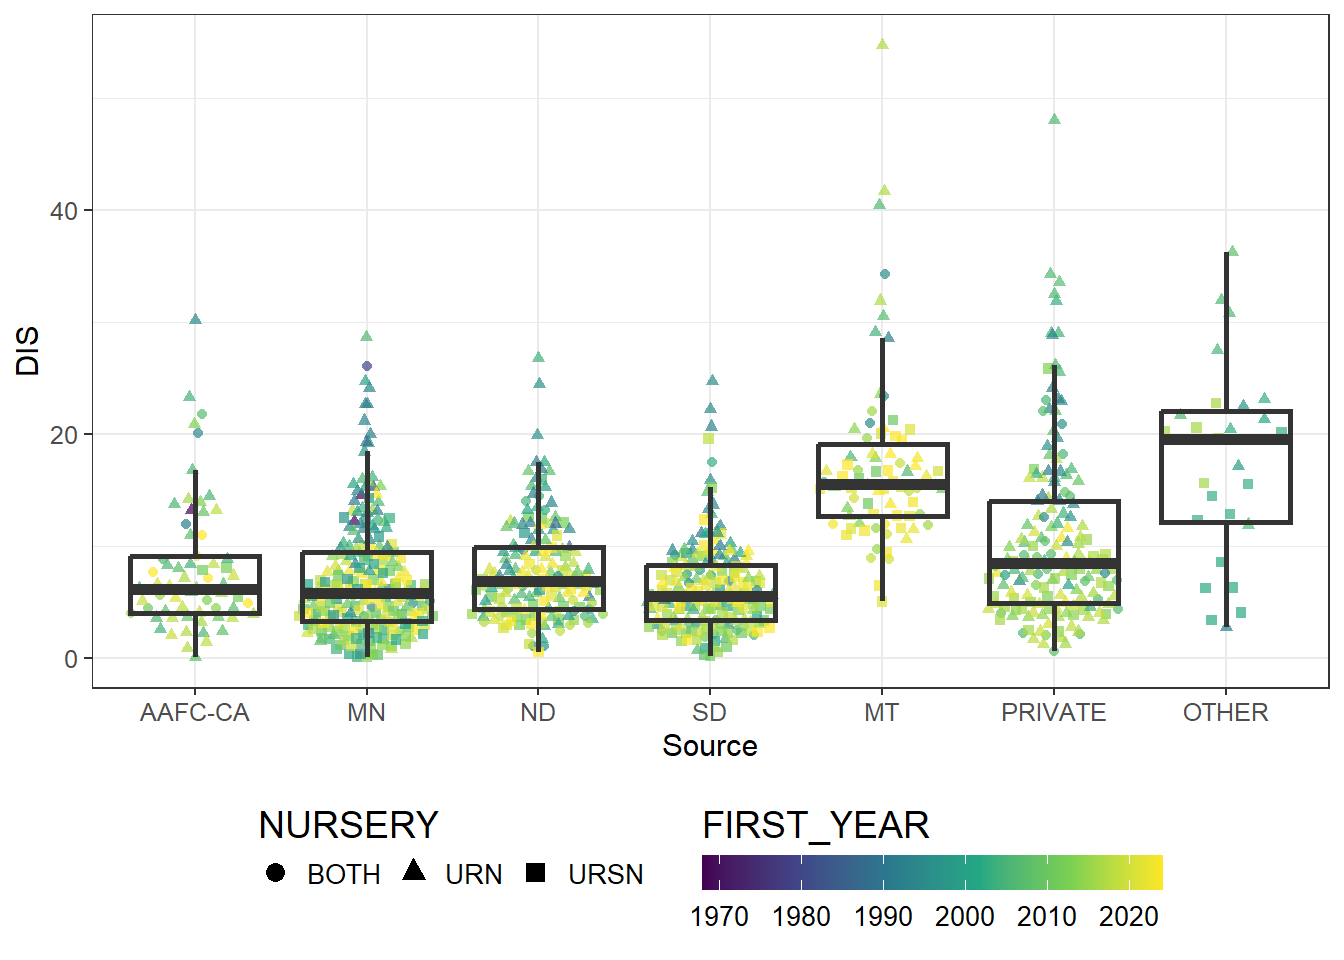 DIS
40
20
0
AAFC-CA MN ND SD MT PRIVATE OTHER
Source
NURSERY
BOTH URN URSN
FIRST_YEAR
1970 1980 1990 2000 2010 2020